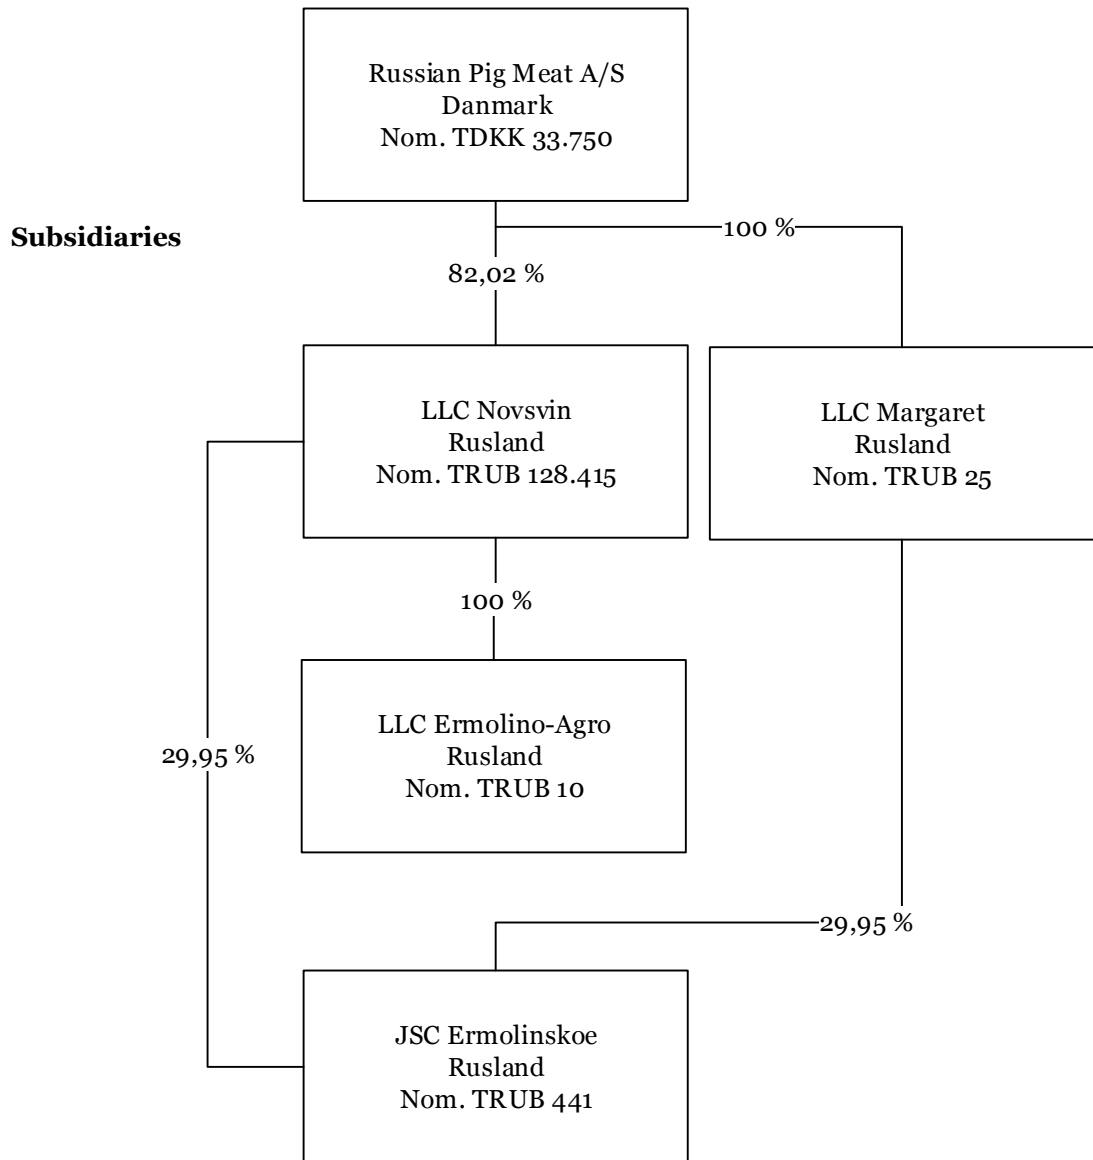 Russian Pig Meat A/S
Danmark
Nom. TDKK 33.750
Subsidiaries
100 %
82,02 %
LLC Novsvin
Rusland
Nom. TRUB 128.415
LLC Margaret
Rusland
Nom. TRUB 25
100 %
LLC Ermolino-Agro
Rusland
Nom. TRUB 10
29,95 %
29,95 %
JSC Ermolinskoe
Rusland
Nom. TRUB 441